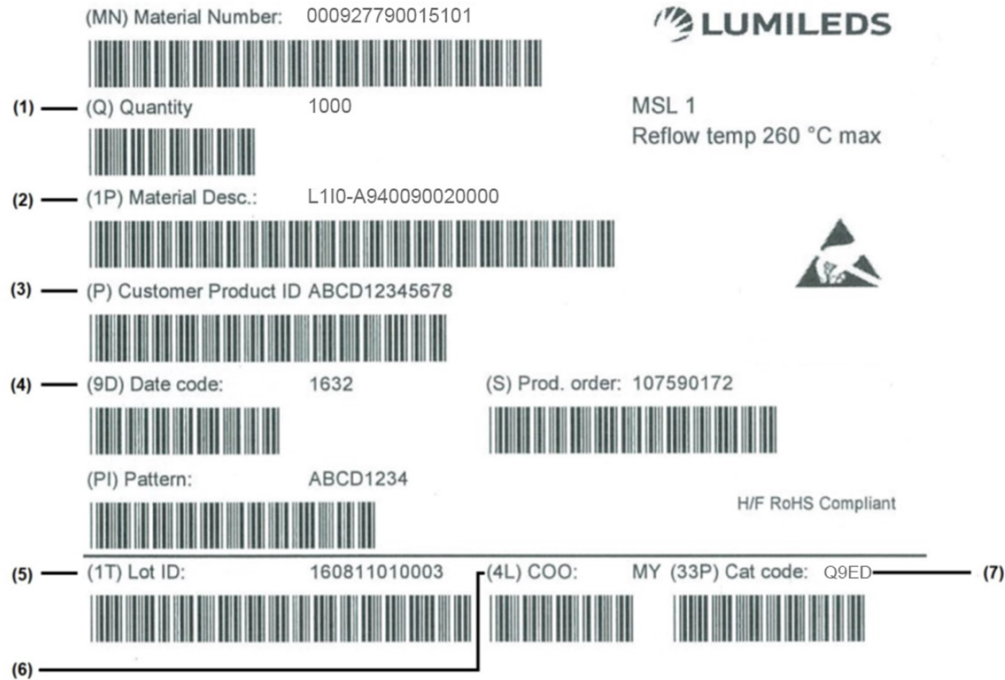 (MN) Material Number: 000927790015101
LUMILEDS
(1) (Q) Quantity 1000
MSL 1
Reflow temp 260 °C max
(2) (1P) Material Desc.: L1I0-A940090020000
(3) (P) Customer Product ID ABCD12345678
(4) (9D) Date code: 1632 (S) Prod. order: 107590172
(PI) Pattern: ABCD1234
H/F RoHS Compliant
(5) (1T) Lot ID: 160811010003 (4L) COO: MY (33P) Cat code: Q9ED (7)
(6)